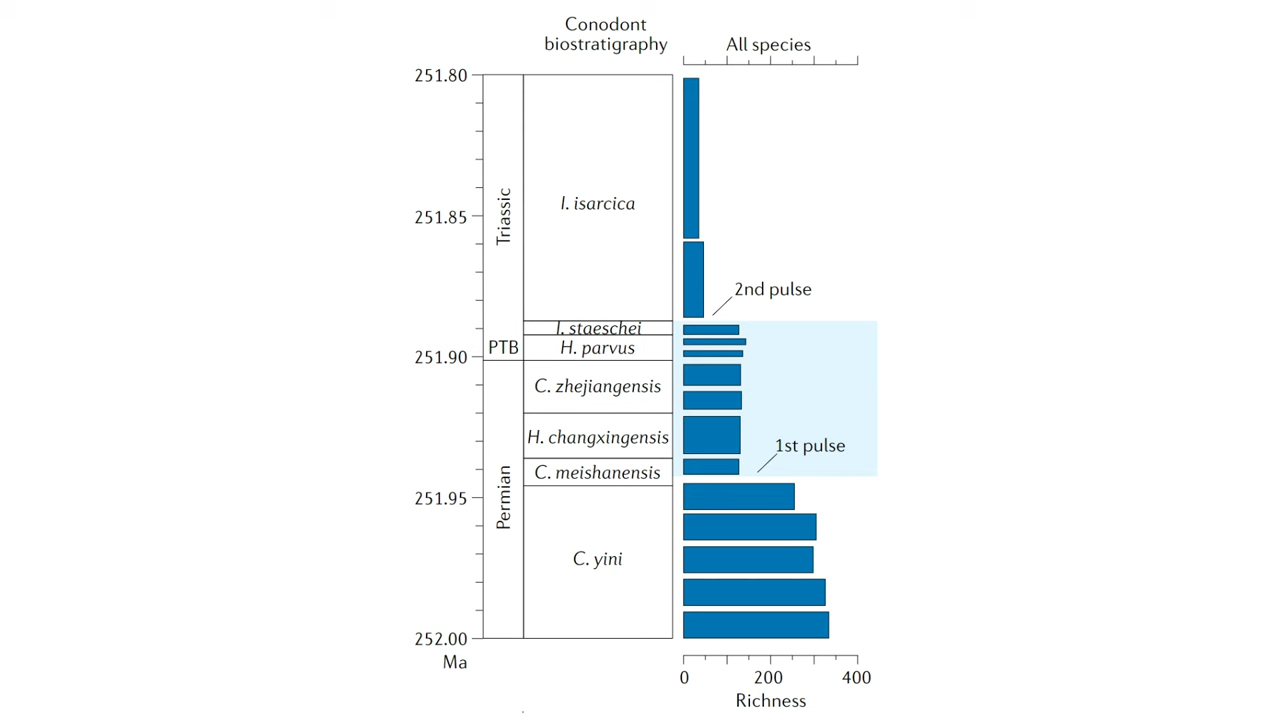 Conodont
biostratigraphy
All species
251.80
251.85
251.90
251.95
252.00
Ma
Triassic
PTB
Permian
I. isarcica
I. staeschei
H. parvus
C. zhejiangensis
H. changxingensis
C. meishanensis
C. yini
2nd pulse
1st pulse
0 200 400
Richness